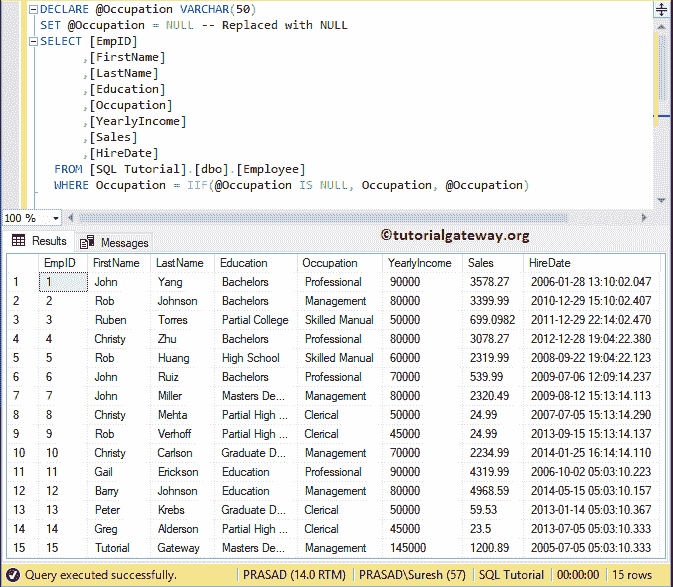 DECLARE @Occupation VARCHAR(50)
SET @Occupation = NULL -- Replaced with NULL
SELECT [EmpID]
,[FirstName]
,[LastName]
,[Education]
,[Occupation]
,[YearlyIncome]
,[Sales]
,[HireDate]
FROM [SQL Tutorial].[dbo].[Employee]
WHERE Occupation = IIF(@Occupation IS NULL, Occupation, @Occupation)
100 %
Results Messages ©tutorialgateway.org
EmpID FirstName LastName Education Occupation YearlyIncome Sales HireDate
1 1 John Yang Bachelors Professional 90000 3578.27 2006-01-28 13:10:02.047
2 2 Rob Johnson Bachelors Management 80000 3399.99 2010-12-29 15:10:02.407
3 3 Ruben Torres Partial College Skilled Manual 50000 699.0982 2011-12-29 22:14:02.470
4 4 Christy Zhu Bachelors Professional 80000 3078.27 2012-12-28 19:04:22.380
5 5 Rob Huang High School Skilled Manual 60000 2319.99 2008-09-22 19:04:22.123
6 6 John Ruiz Bachelors Professional 70000 539.99 2009-07-06 12:09:14.237
7 7 John Miller Masters De... Management 80000 2320.49 2009-08-12 15:13:14.113
8 8 Christy Mehta Partial High ... Clerical 50000 24.99 2007-07-05 15:13:14.290
9 9 Rob Verhoff Partial High ... Clerical 45000 24.99 2013-09-15 15:13:14.137
10 10 Christy Carlson Graduate D... Management 70000 2234.99 2014-01-25 16:14:14.110
11 11 Gail Erickson Education Professional 90000 4319.99 2006-10-02 05:03:10.223
12 12 Barry Johnson Education Management 80000 4968.59 2014-05-15 05:03:10.157
13 13 Peter Krebs Graduate D... Clerical 50000 59.53 2013-01-14 05:03:10.367
14 14 Greg Alderson Partial High ... Clerical 45000 23.5 2013-07-05 05:03:10.333
15 15 Tutorial Gateway Masters De... Management 145000 1200.89 2005-07-05 05:03:10.333
Query executed successfully. PRASAD (14.0 RTM) PRASAD\Suresh (57) SQL Tutorial 00:00:00 15 rows